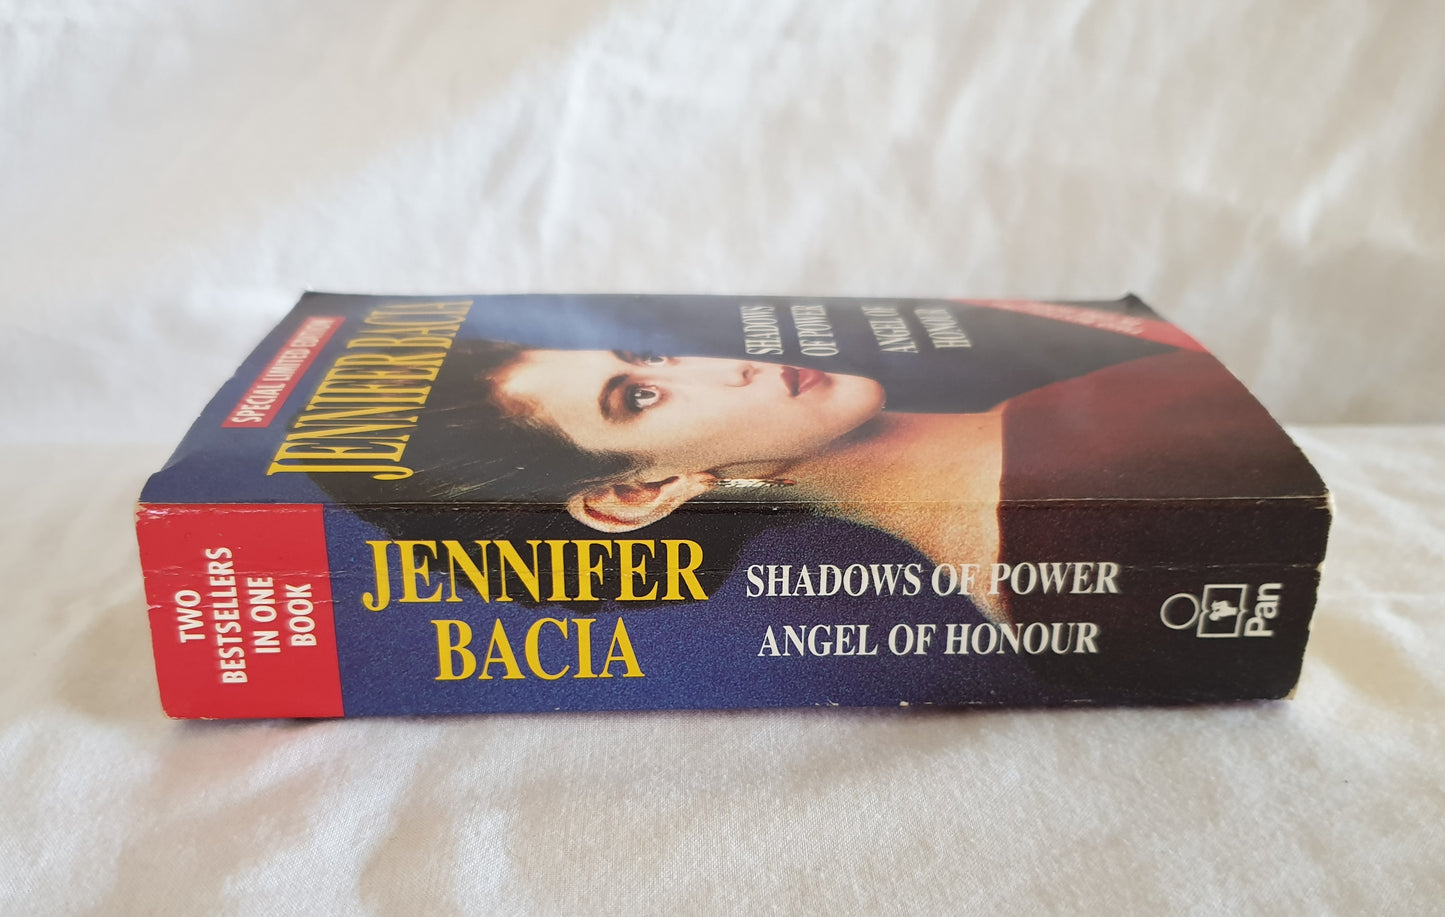 SPECIAL LIMITED EDITION
JENNIFER BACIA
SHADOWS
OF POWER
ANGEL OF
HONOUR
TWO
BESTSELLERS
IN ONE
BOOK
JENNIFER
BACIA
SHADOWS OF POWER
ANGEL OF HONOUR
Pan